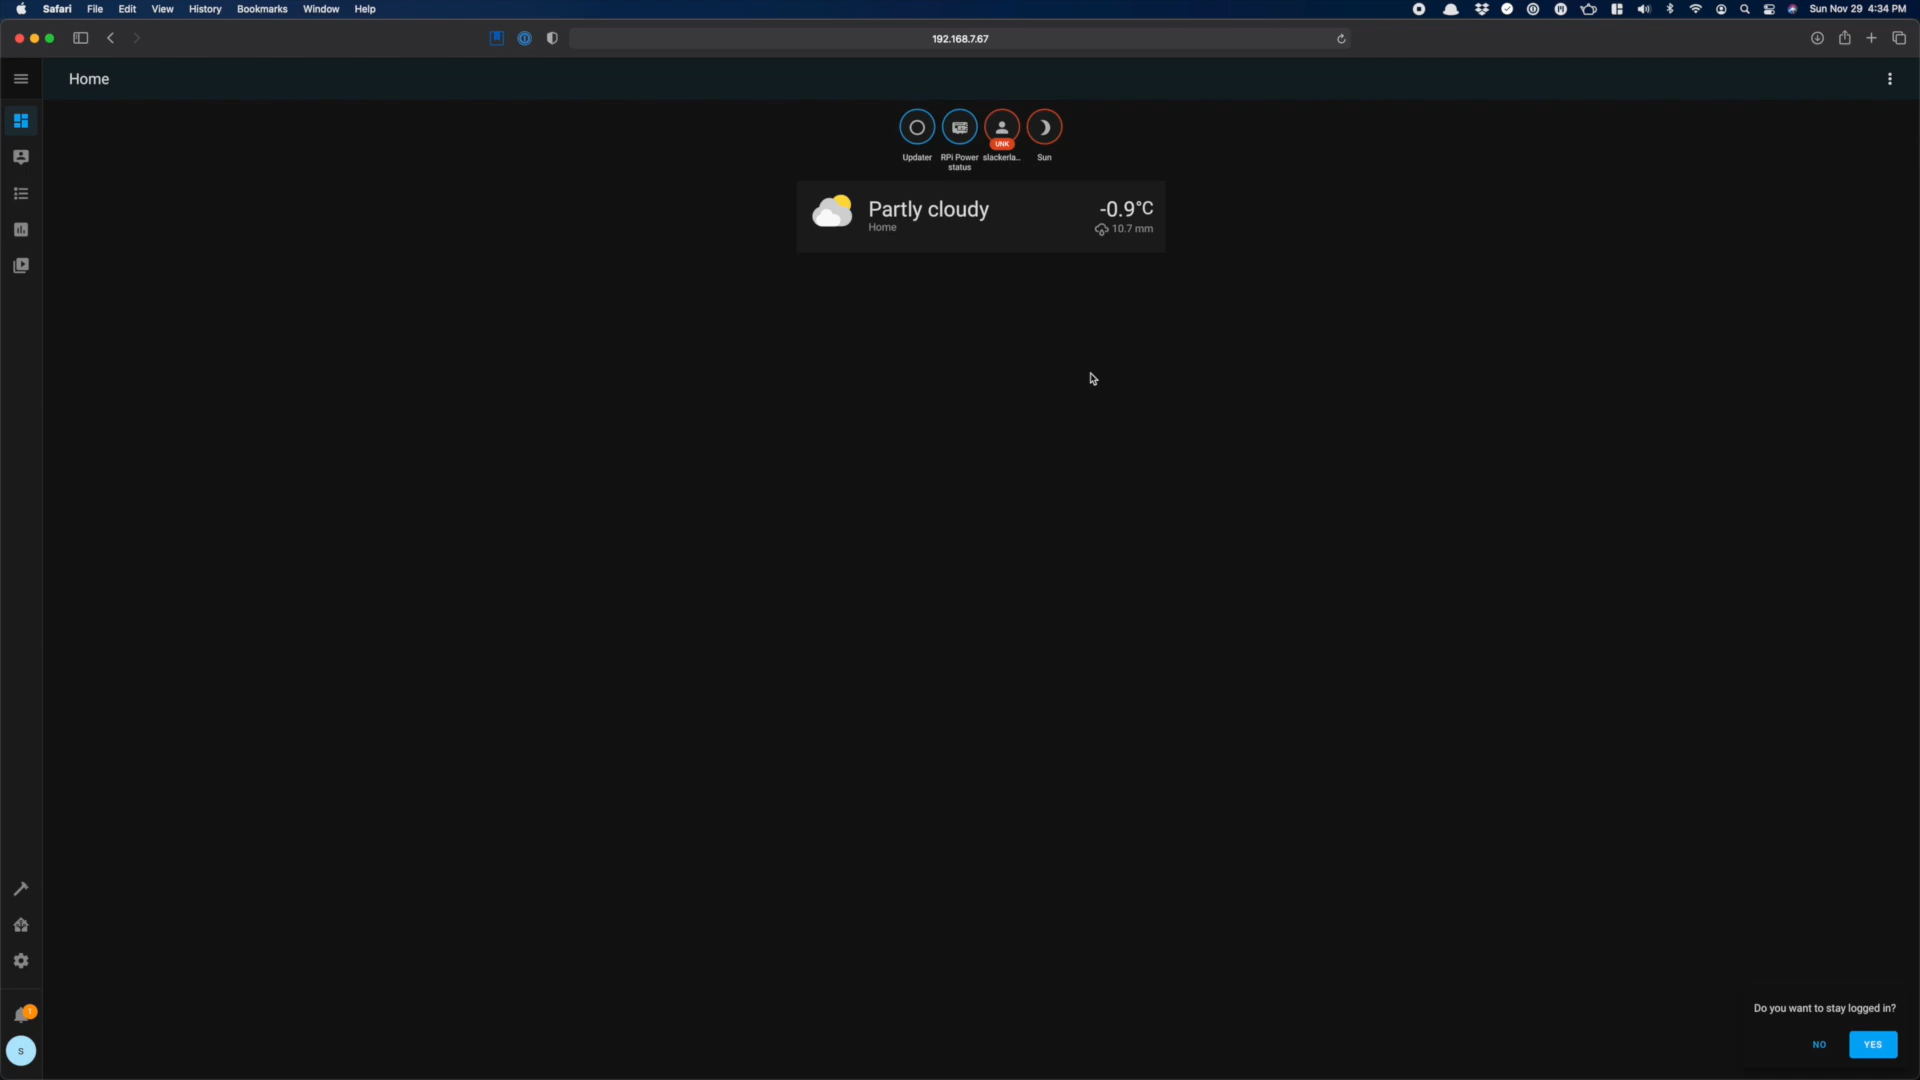 Safari File Edit View History Bookmarks Window Help
Sun Nov 29 4:34 PM
192.168.7.67
Home
UNK
Updater
RPi Power status
slackerla...
Sun
Partly cloudy
-0.9°C
Home
10.7 mm
1
S
Do you want to stay logged in?
NO
YES